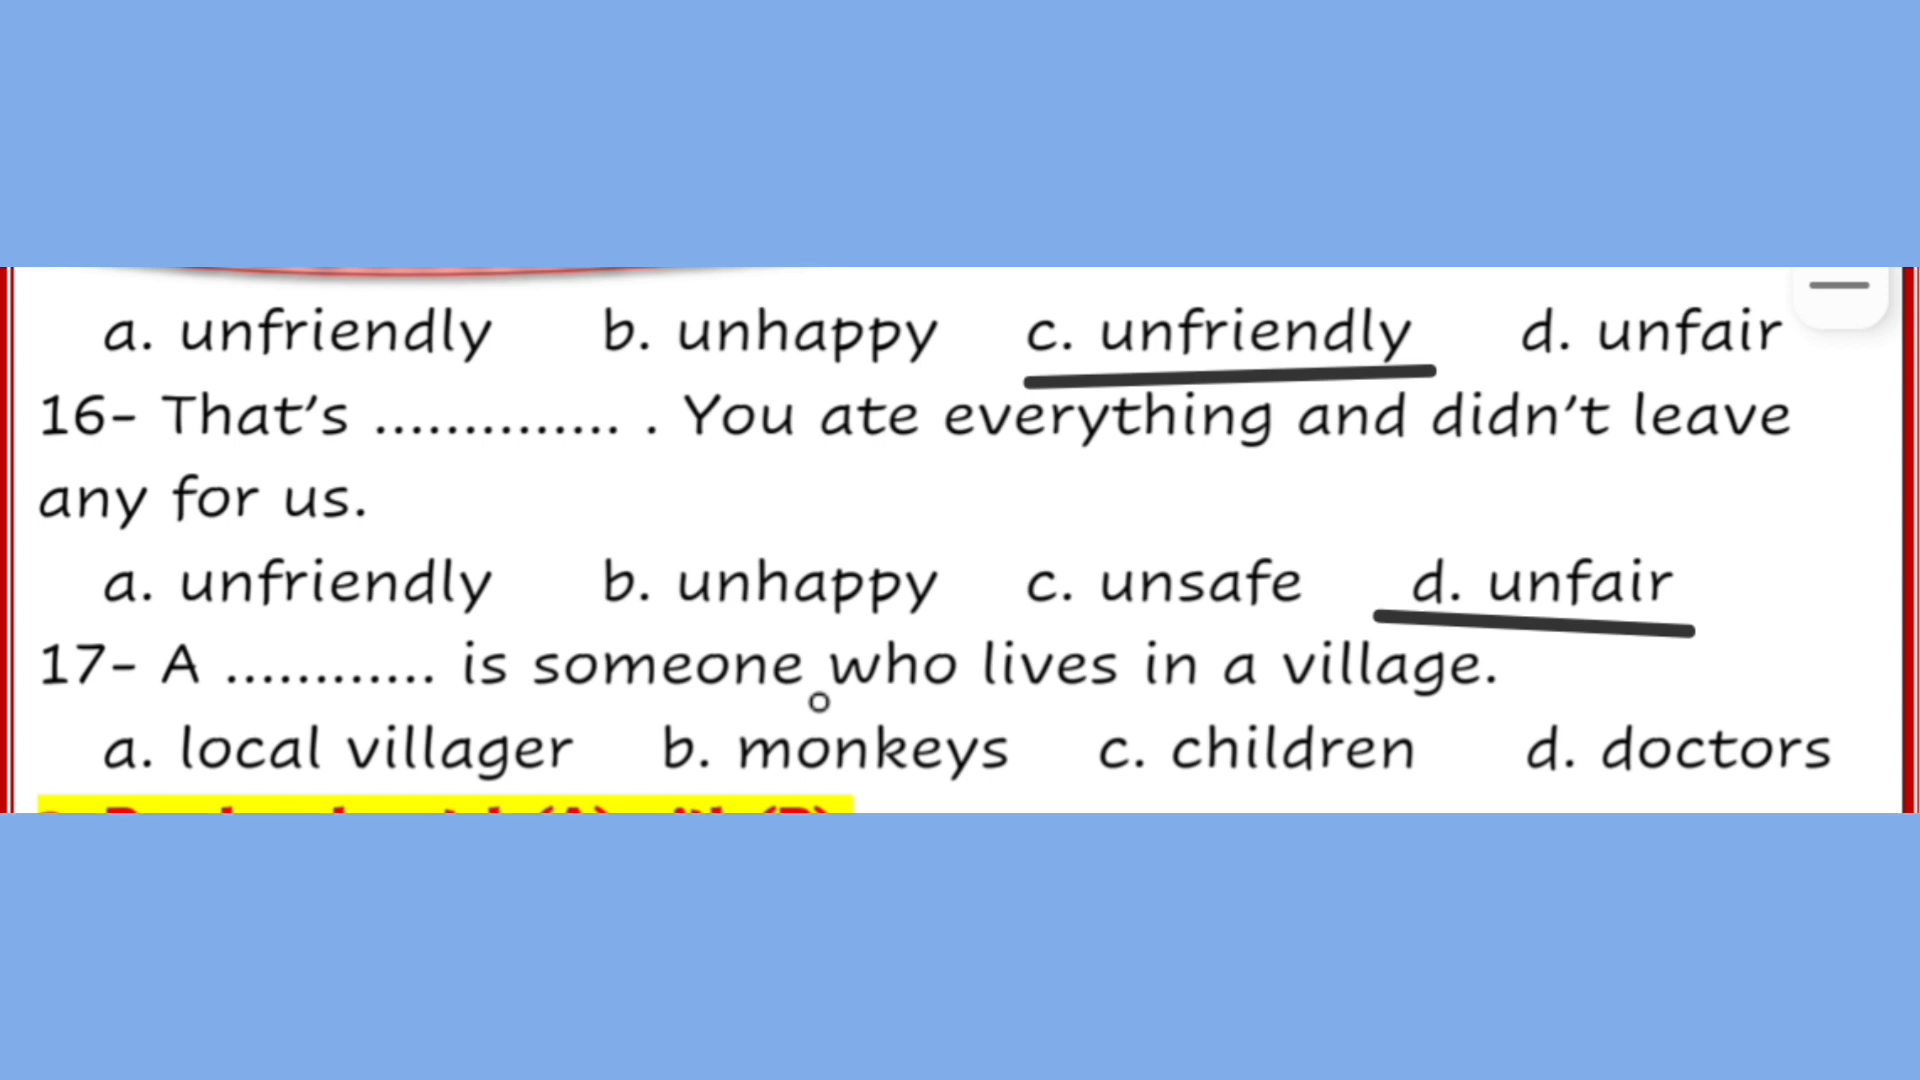 a. unfriendly b. unhappy c. unfriendly d. unfair
16- That’s .............. . You ate everything and didn’t leave
any for us.
a. unfriendly b. unhappy c. unsafe d. unfair
17- A ............ is someone who lives in a village.
a. local villager b. monkeys c. children d. doctors